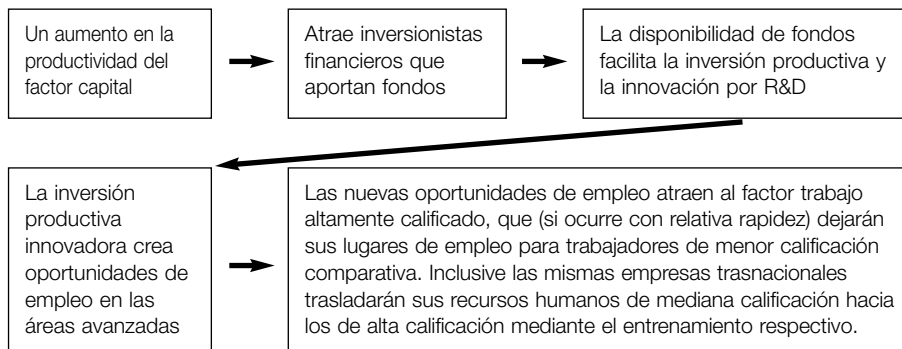 Un aumento en la
productividad del
factor capital
Atrae inversionistas
financieros que
aportan fondos
La disponibilidad de fondos
facilita la inversión productiva y
la innovación por R&D
La inversión
productiva
innovadora crea
oportunidades de
empleo en las
áreas avanzadas
Las nuevas oportunidades de empleo atraen al factor trabajo
altamente calificado, que (si ocurre con relativa rapidez) dejarán
sus lugares de empleo para trabajadores de menor calificación
comparativa. Inclusive las mismas empresas trasnacionales
trasladarán sus recursos humanos de mediana calificación hacia
los de alta calificación mediante el entrenamiento respectivo.